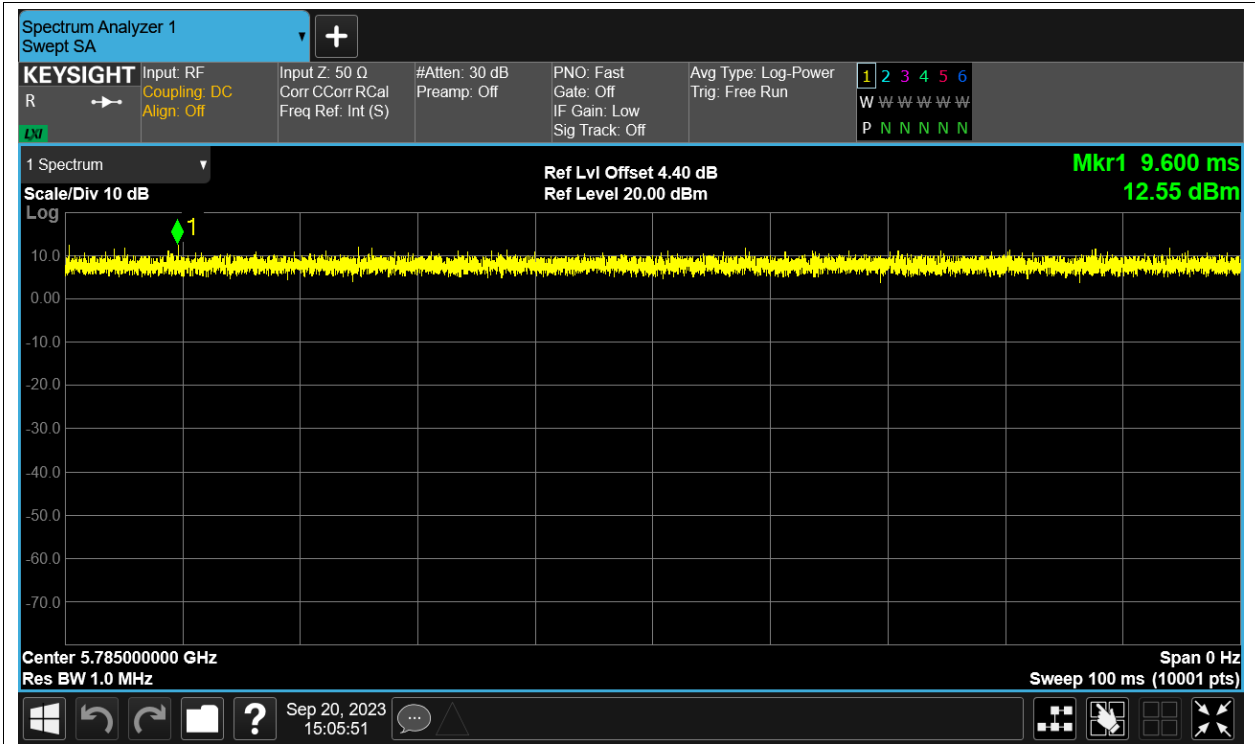 Spectrum Analyzer 1
Swept SA
KEYSIGHT
R
LXI
Input: RF
Coupling: DC
Align: Off
Input Z: 50 Ω
Corr CCorr RCal
Freq Ref: Int (S)
#Atten: 30 dB
Preamp: Off
PNO: Fast
Gate: Off
IF Gain: Low
Sig Track: Off
Avg Type: Log-Power
Trig: Free Run
1 2 3 4 5 6
W W W W W W
P N N N N N
1 Spectrum
Scale/Div 10 dB
Log
Ref Lvl Offset 4.40 dB
Ref Level 20.00 dBm
Mkr1 9.600 ms
12.55 dBm
1
10.0
0.00
-10.0
-20.0
-30.0
-40.0
-50.0
-60.0
-70.0
Center 5.785000000 GHz
Res BW 1.0 MHz
Span 0 Hz
Sweep 100 ms (10001 pts)
Sep 20, 2023
15:05:51